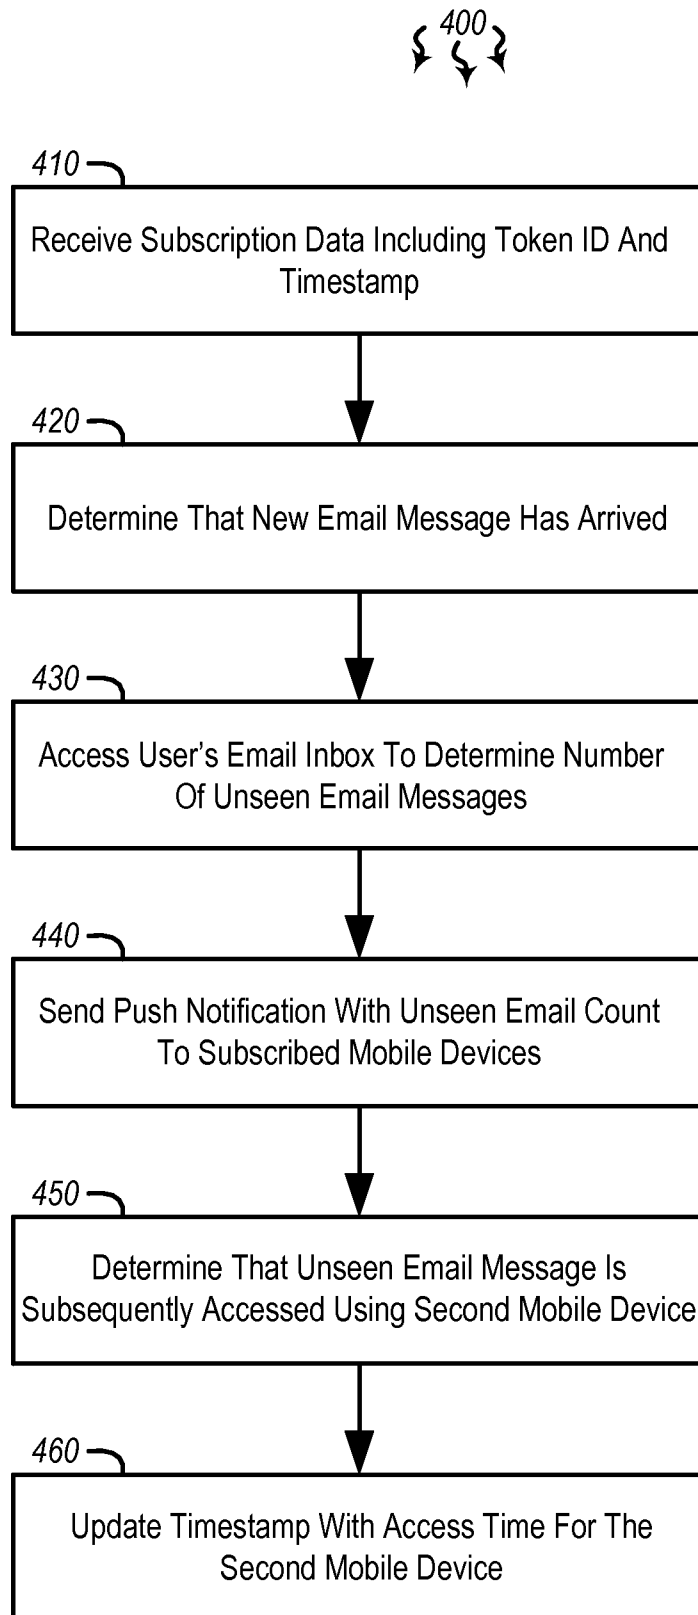 400
410
Receive Subscription Data Including Token ID And
Timestamp
420
Determine That New Email Message Has Arrived
430
Access User's Email Inbox To Determine Number
Of Unseen Email Messages
440
Send Push Notification With Unseen Email Count
To Subscribed Mobile Devices
450
Determine That Unseen Email Message Is
Subsequently Accessed Using Second Mobile Device
460
Update Timestamp With Access Time For The
Second Mobile Device